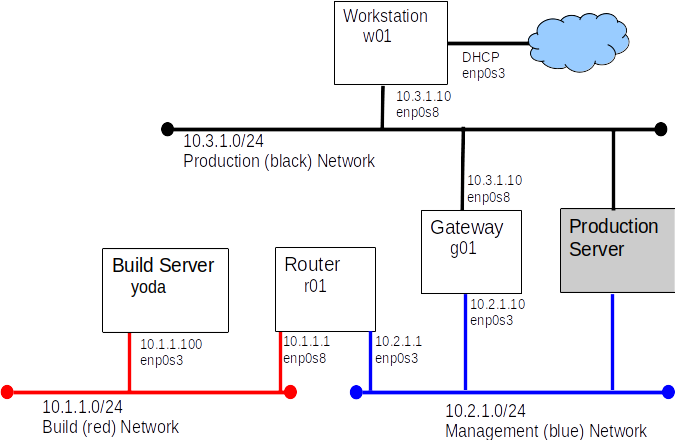 Workstation
w01
DHCP
enp0s3
10.3.1.10
enp0s8
10.3.1.0/24
Production (black) Network
10.3.1.10
enp0s8
Gateway
g01
Production
Server
Build Server
yoda
Router
r01
10.2.1.10
enp0s3
10.1.1.100
enp0s3
10.1.1.1
enp0s8
10.2.1.1
enp0s3
10.1.1.0/24
Build (red) Network
10.2.1.0/24
Management (blue) Network